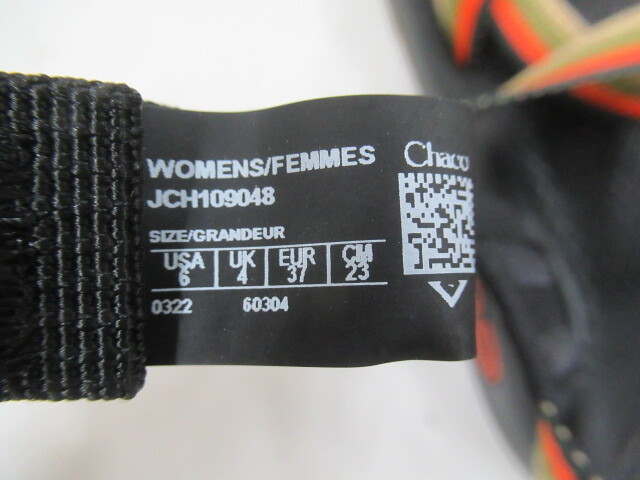 WOMENS/FEMMES
Chaco
JCH109048
SIZE/GRANDEUR
USA UK EUR CM
6 4 37 23
0322 60304